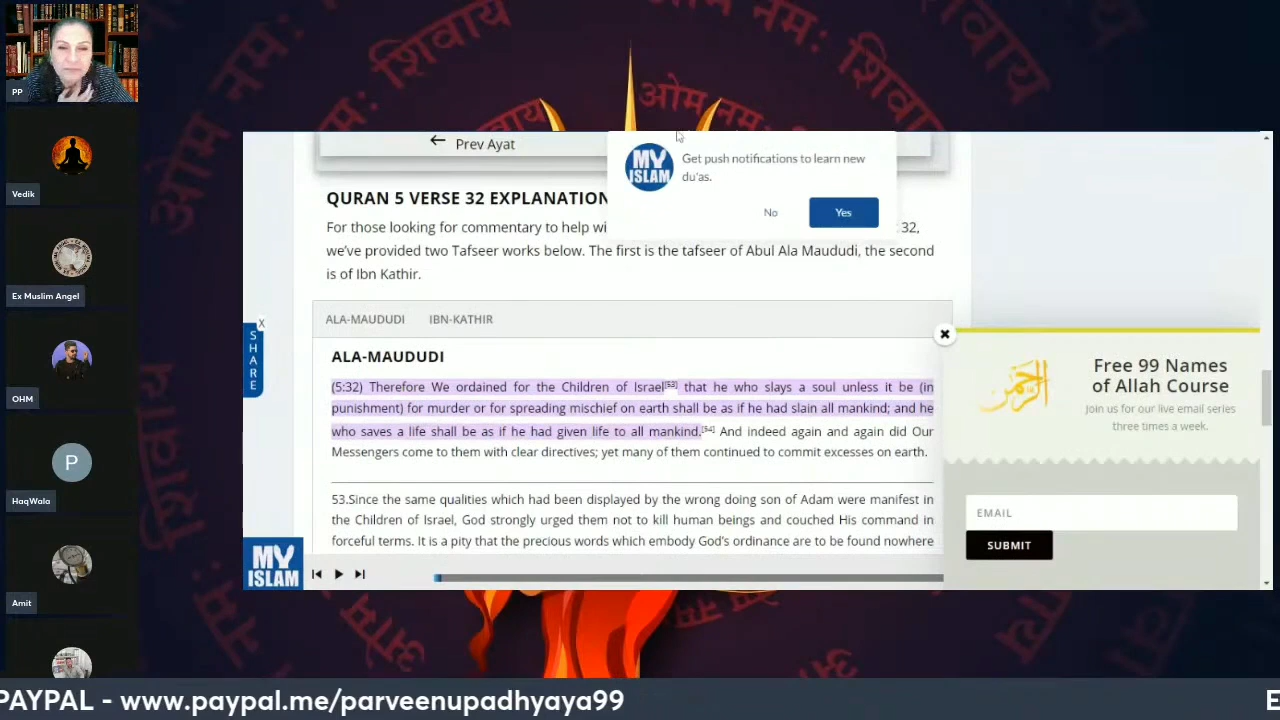 PP
Vedik
Ex Muslim Angel
OHM
P
HaqWala
Amit
ओम
नमः
शिवाय
← Prev Ayat
MY
ISLAM
Get push notifications to learn new
du'as.
No
Yes
QURAN 5 VERSE 32 EXPLANATION
For those looking for commentary to help wi
32,
we've provided two Tafseer works below. The first is the tafseer of Abul Ala Maududi, the second
is of Ibn Kathir.
X
SHARE
ALA-MAUDUDI IBN-KATHIR
ALA-MAUDUDI
(5:32) Therefore We ordained for the Children of Israel[53] that he who slays a soul unless it be (in
punishment) for murder or for spreading mischief on earth shall be as if he had slain all mankind; and he
who saves a life shall be as if he had given life to all mankind.[54] And indeed again and again did Our
Messengers come to them with clear directives; yet many of them continued to commit excesses on earth.
53.Since the same qualities which had been displayed by the wrong doing son of Adam were manifest in
the Children of Israel, God strongly urged them not to kill human beings and couched His command in
forceful terms. It is a pity that the precious words which embody God's ordinance are to be found nowhere
MY
ISLAM
الرحمن
Free 99 Names
of Allah Course
Join us for our live email series
three times a week.
EMAIL
SUBMIT
PAYPAL - www.paypal.me/parveenupadhyaya99
E